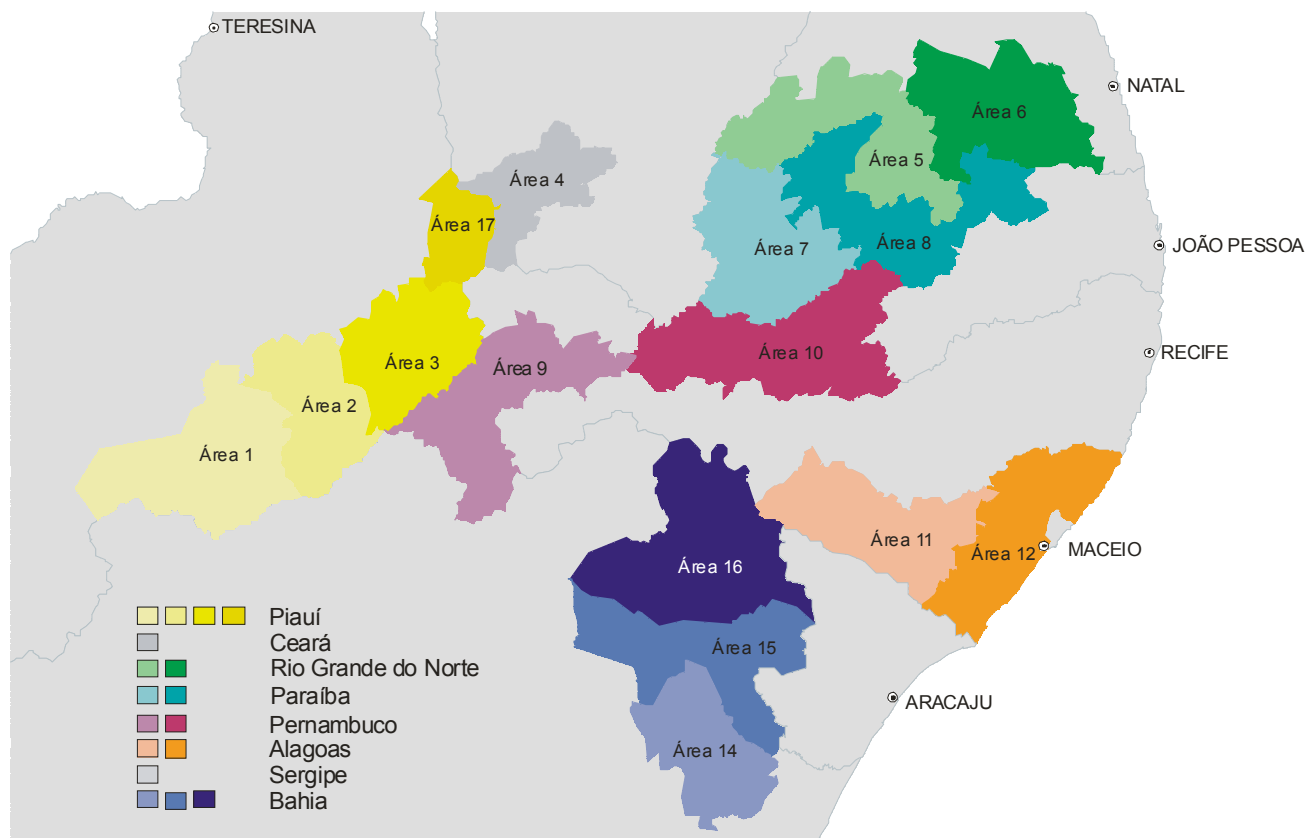 TERESINA
NATAL
Área 6
Área 5
Área 4
Área 17
Área 7
Área 8
JOÃO PESSOA
Área 3
Área 9
Área 10
RECIFE
Área 2
Área 1
Área 11
Área 12
MACEIO
Área 16
Área 15
ARACAJU
Área 14
Piauí
Ceará
Rio Grande do Norte
Paraíba
Pernambuco
Alagoas
Sergipe
Bahia